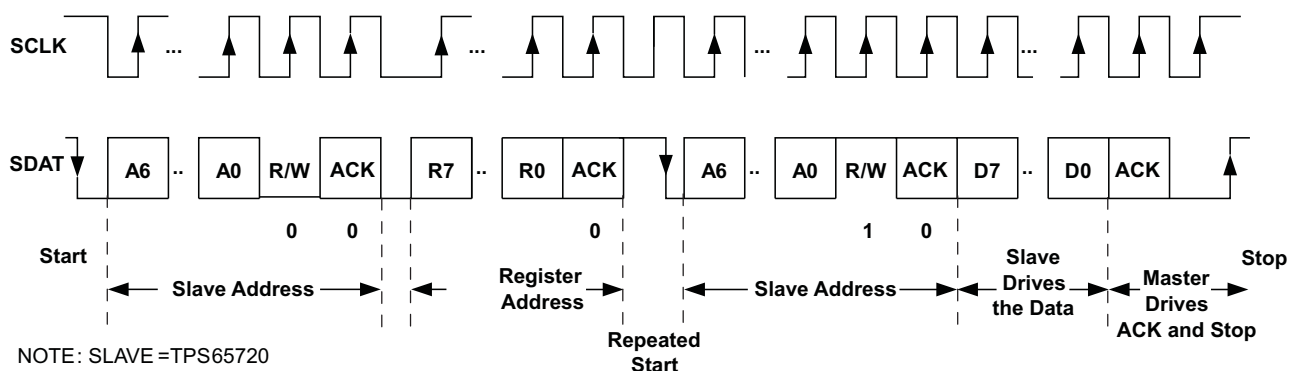 SCLK ... ... ... ...
SDAT A6 .. A0 R/W ACK R7 .. R0 ACK A6 .. A0 R/W ACK D7 .. D0 ACK
0 0 0 1 0
Start Slave Address Register Address Repeated Start Slave Address Slave Drives the Data Master Drives ACK and Stop Stop
NOTE: SLAVE =TPS65720